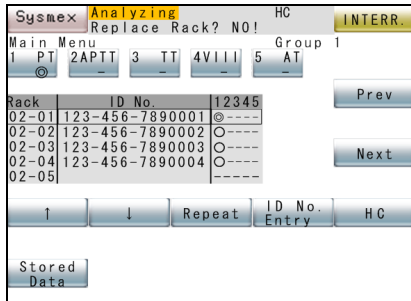 Sysmex Analyzing HC INTERR.
Replace Rack? NO!
Main Menu Group 1
1 PT 2APTT 3 TT 4VIII 5 AT
◎ − − − −
Prev
Rack ID No. 12345
02-01 123-456-7890001 ◎----
02-02 123-456-7890002 ○----
02-03 123-456-7890003 ○----
02-04 123-456-7890004 ○----
02-05 -----
Next
↑ ↓ Repeat ID No. Entry HC
Stored
Data